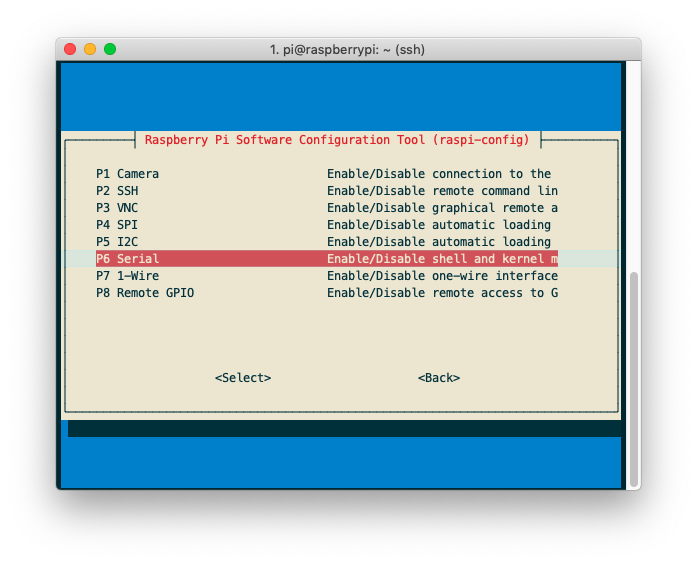 1. pi@raspberrypi: ~ (ssh)
Raspberry Pi Software Configuration Tool (raspi-config)
P1 Camera Enable/Disable connection to the
P2 SSH Enable/Disable remote command lin
P3 VNC Enable/Disable graphical remote a
P4 SPI Enable/Disable automatic loading
P5 I2C Enable/Disable automatic loading
P6 Serial Enable/Disable shell and kernel m
P7 1-Wire Enable/Disable one-wire interface
P8 Remote GPIO Enable/Disable remote access to G
<Select> <Back>